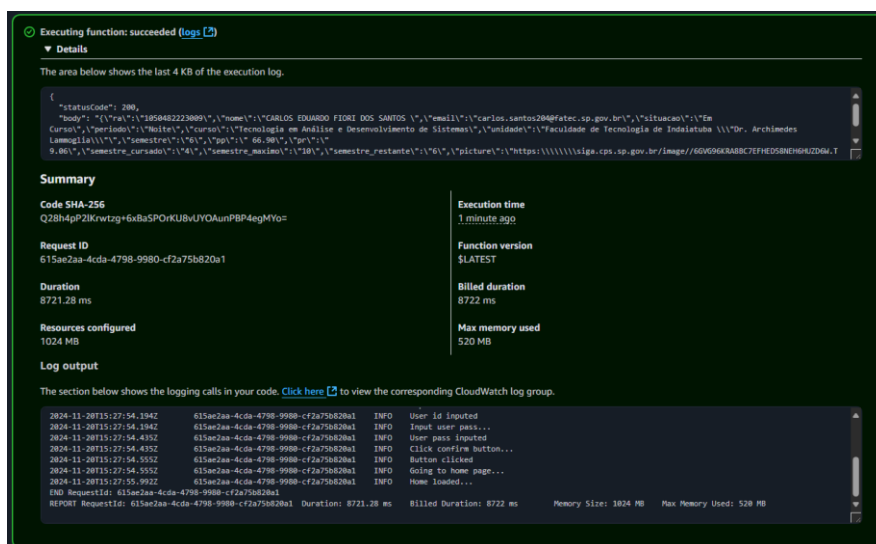 Executing function: succeeded (logs)
Details
The area below shows the last 4 KB of the execution log.
{
"statusCode": 200,
"body": "{\"ra\":\"1050482223009\",\"nome\":\"CARLOS EDUARDO FIORI DOS SANTOS \",\"email\":\"carlos.santos204@fatec.sp.gov.br\",\"situacao\":\"Em
Curso\",\"periodo\":\"Noite\",\"curso\":\"Tecnologia em Análise e Desenvolvimento de Sistemas\",\"unidade\":\"Faculdade de Tecnologia de Indaiatuba \\\"Dr. Archimedes
Lammoglia\\\"\",\"semestre\":\"6\",\"pp\":\" 66.90\",\"pr\":\"
9.06\",\"semestre_cursado\":\"4\",\"semestre_maximo\":\"10\",\"semestre_restante\":\"6\",\"picture\":\"https:\\\\\\\\siga.cps.sp.gov.br/image//
Summary
Code SHA-256
Q28h4pP2lKrwtzg+6xBaSPOrKU8vUYOAunPBP4egMYo=
Execution time
1 minute ago
Request ID
615ae2aa-4cda-4798-9980-cf2a75b820a1
Function version
$LATEST
Duration
8721.28 ms
Billed duration
8722 ms
Resources configured
1024 MB
Max memory used
520 MB
Log output
The section below shows the logging calls in your code. Click here to view the corresponding CloudWatch log group.
2024-11-20T15:27:54.194Z 615ae2aa-4cda-4798-9980-cf2a75b820a1 INFO User id inputed
2024-11-20T15:27:54.194Z 615ae2aa-4cda-4798-9980-cf2a75b820a1 INFO Input user pass...
2024-11-20T15:27:54.435Z 615ae2aa-4cda-4798-9980-cf2a75b820a1 INFO User pass inputed
2024-11-20T15:27:54.435Z 615ae2aa-4cda-4798-9980-cf2a75b820a1 INFO Click confirm button...
2024-11-20T15:27:54.555Z 615ae2aa-4cda-4798-9980-cf2a75b820a1 INFO Button clicked
2024-11-20T15:27:54.555Z 615ae2aa-4cda-4798-9980-cf2a75b820a1 INFO Going to home page...
2024-11-20T15:27:55.992Z 615ae2aa-4cda-4798-9980-cf2a75b820a1 INFO Home loaded...
END RequestId: 615ae2aa-4cda-4798-9980-cf2a75b820a1
REPORT RequestId: 615ae2aa-4cda-4798-9980-cf2a75b820a1 Duration: 8721.28 ms Billed Duration: 8722 ms Memory Size: 1024 MB Max Memory Used: 520 MB